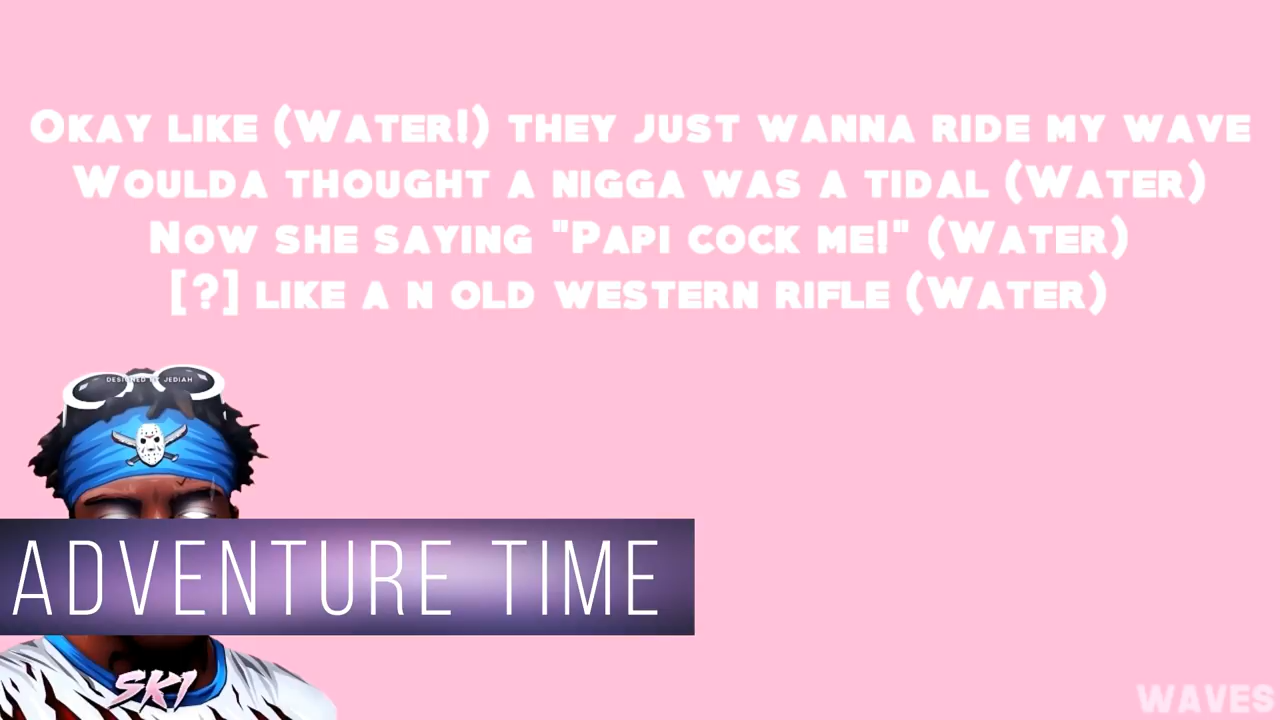 Okay like (Water!) they just wanna ride my wave
Woulda thought a nigga was a tidal (Water)
Now she saying "Papi cock me!" (Water)
[?] like a n old western rifle (Water)
DESIGNED BY JEDIAH
ADVENTURE TIME
SKI
WAVES